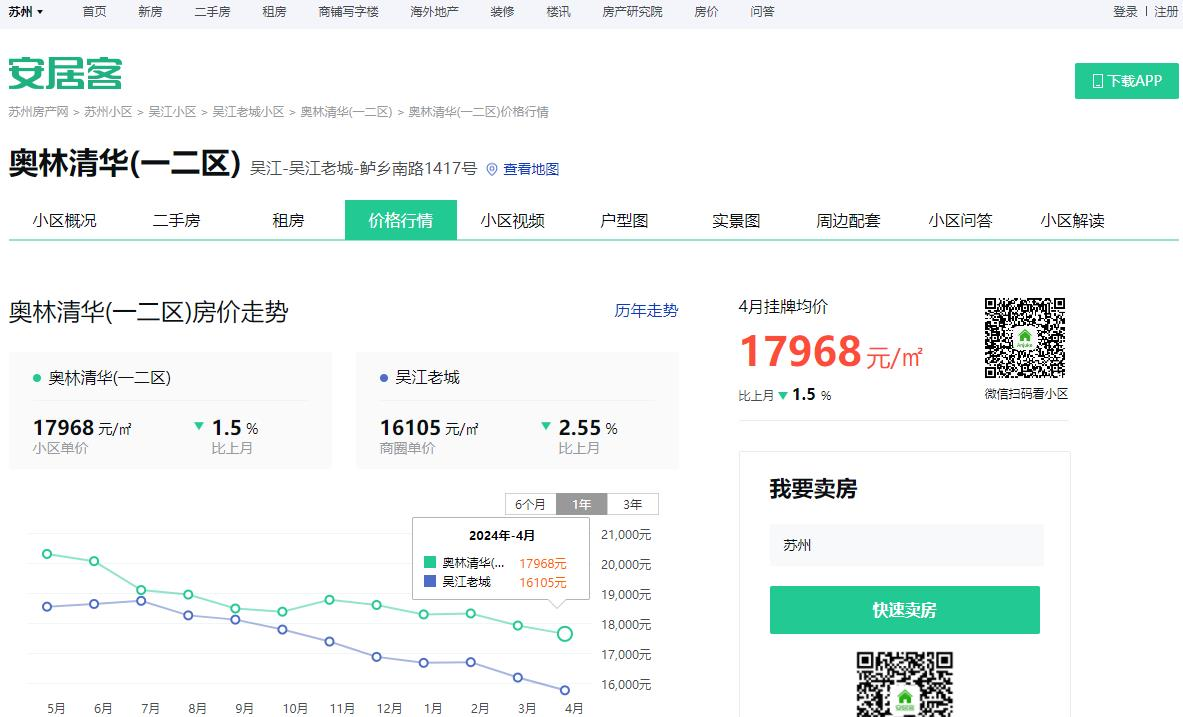 苏州 首页 新房 二手房 租房 商铺写字楼 海外地产 装修 楼讯 房产研究院 房价 问答 登录 | 注册
安居客
下载APP
苏州房产网 > 苏州小区 > 吴江小区 > 吴江老城小区 > 奥林清华(一二区) > 奥林清华(一二区)价格行情
奥林清华(一二区) 吴江-吴江老城-鲈乡南路1417号 查看地图
小区概况 二手房 租房 价格行情 小区视频 户型图 实景图 周边配套 小区问答 小区解读
奥林清华(一二区)房价走势 历年走势
奥林清华(一二区)
17968 元/㎡ 1.5 %
小区单价 比上月
吴江老城
16105 元/㎡ 2.55 %
商圈单价 比上月
6个月 1年 3年
2024年-4月
奥林清华(... 17968元
吴江老城 16105元
21,000元
20,000元
19,000元
18,000元
17,000元
16,000元
5月 6月 7月 8月 9月 10月 11月 12月 1月 2月 3月 4月
4月挂牌均价
17968 元/㎡
比上月 1.5 %
微信扫码看小区
我要卖房
苏州
快速卖房